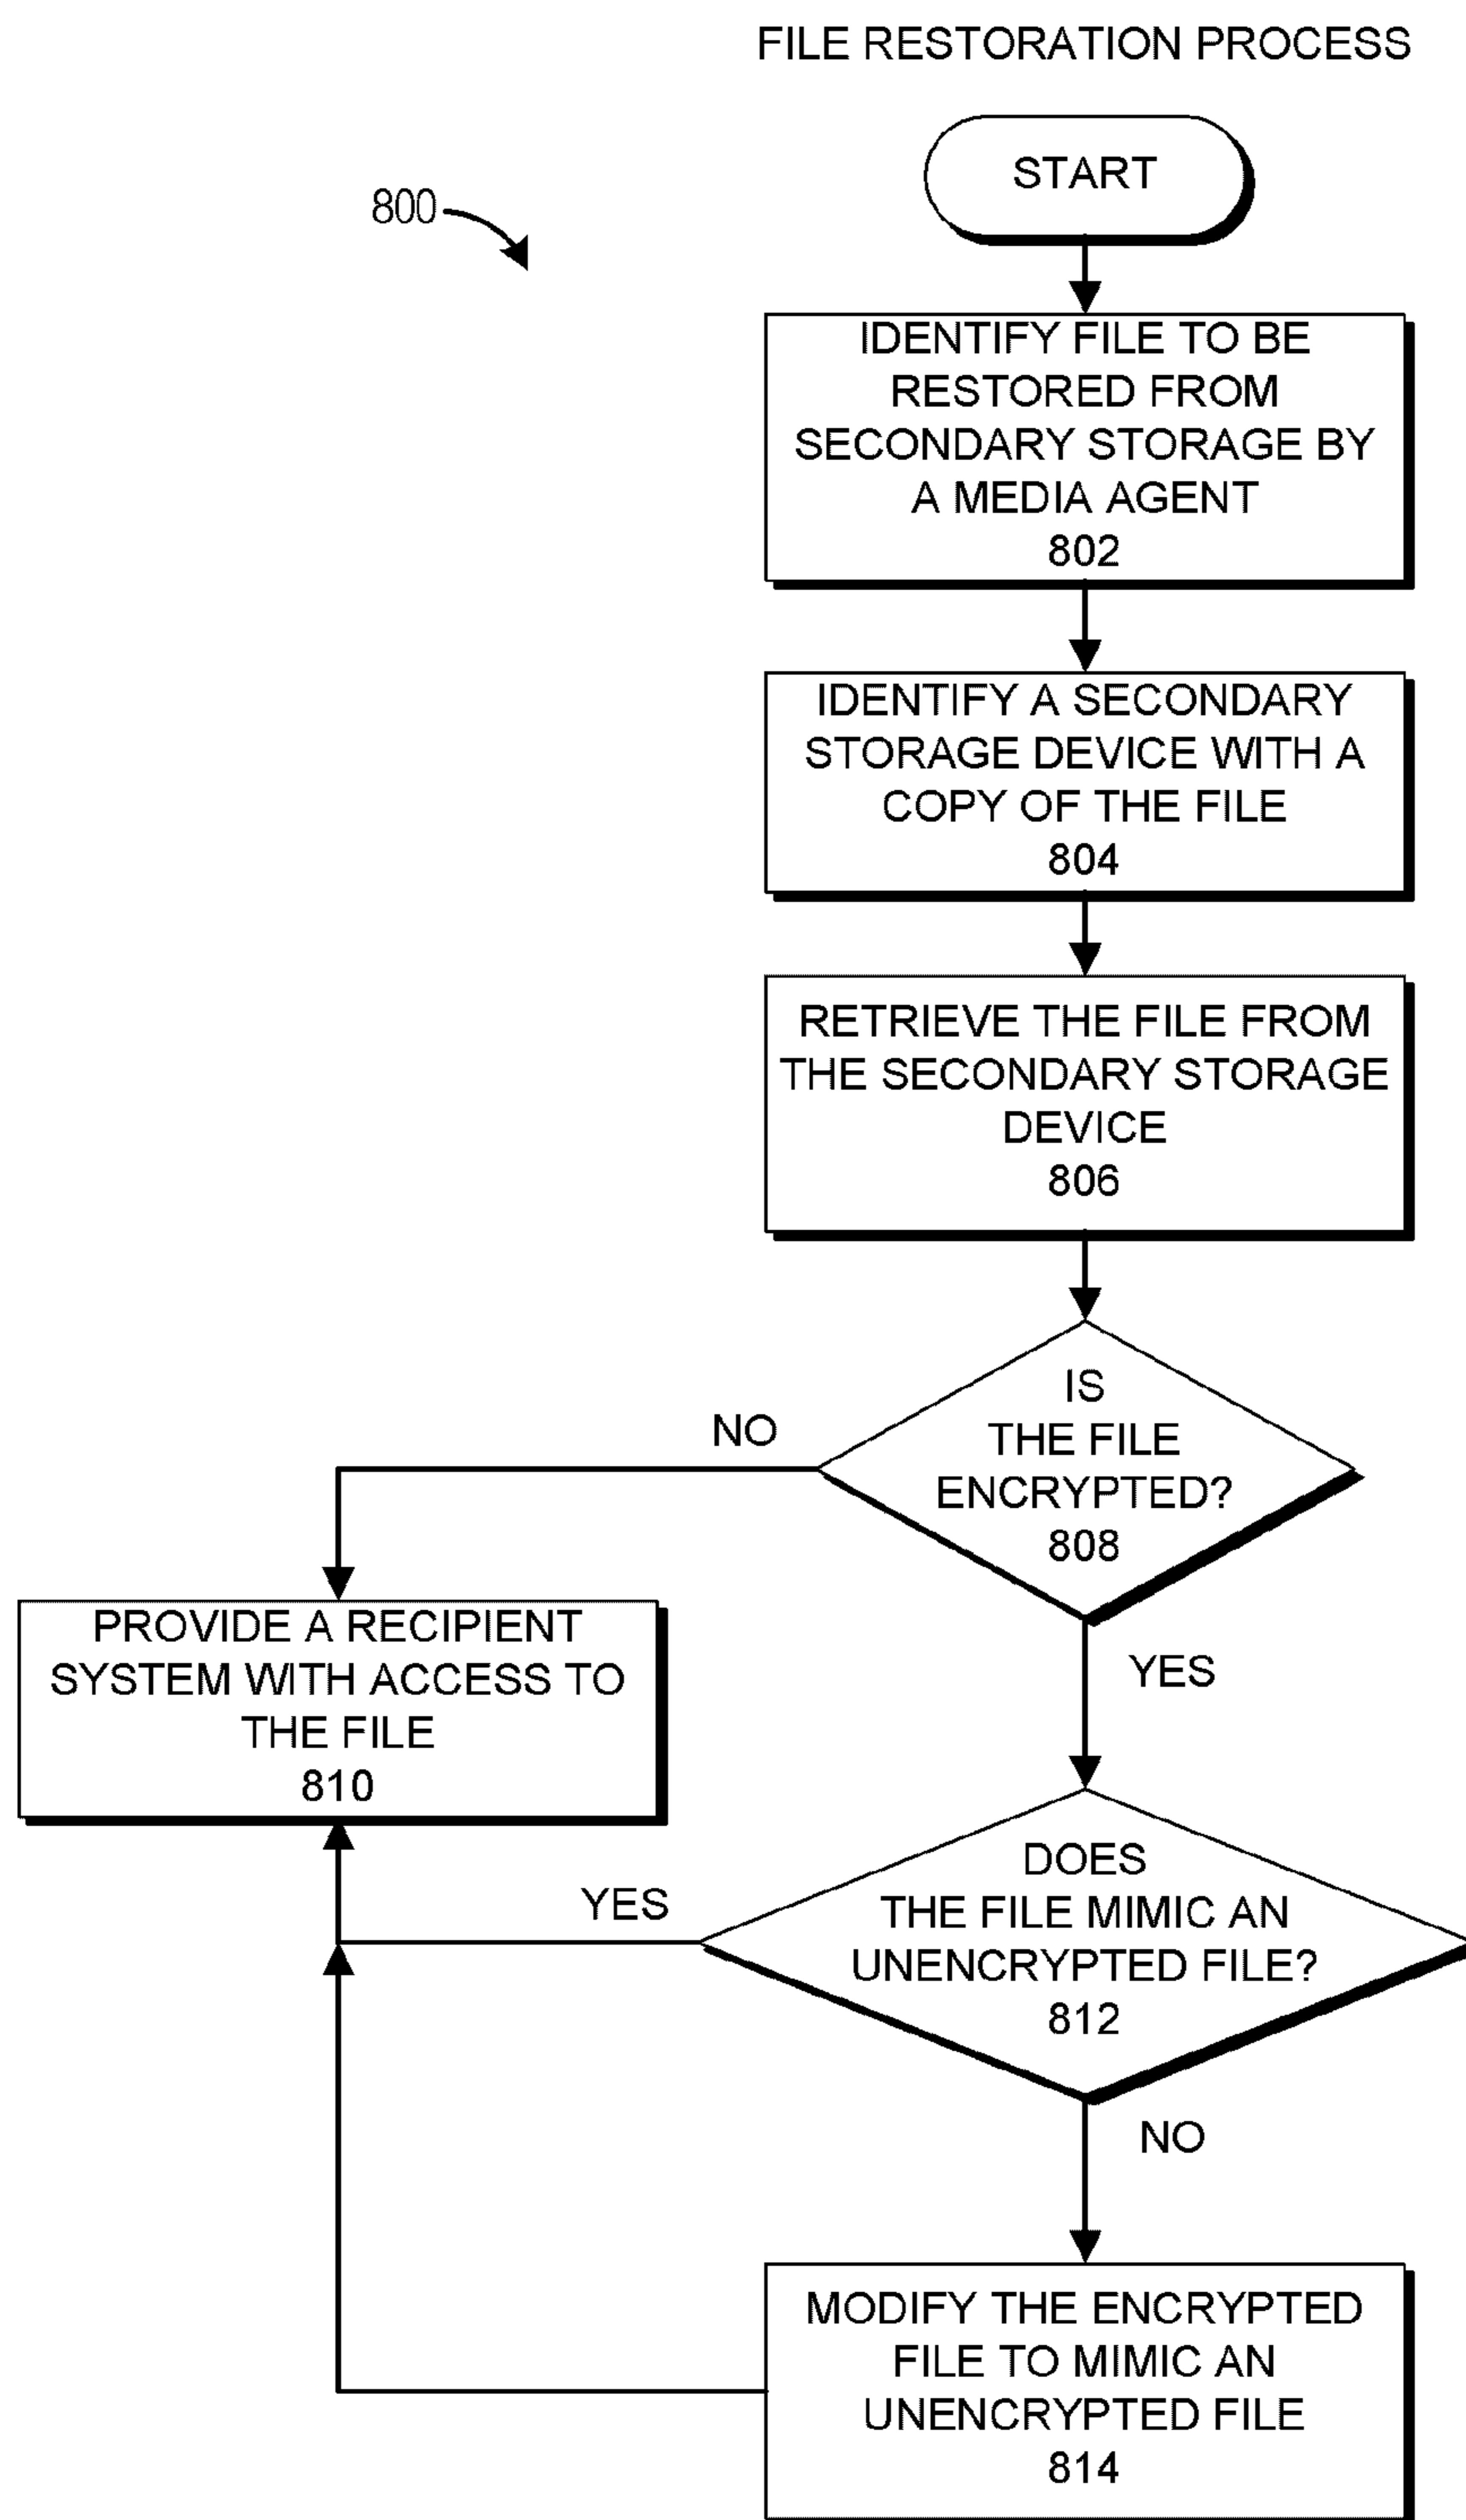 FILE RESTORATION PROCESS
START
800
IDENTIFY FILE TO BE
RESTORED FROM
SECONDARY STORAGE BY
A MEDIA AGENT
802
IDENTIFY A SECONDARY
STORAGE DEVICE WITH A
COPY OF THE FILE
804
RETRIEVE THE FILE FROM
THE SECONDARY STORAGE
DEVICE
806
IS
THE FILE
ENCRYPTED?
808
NO
YES
PROVIDE A RECIPIENT
SYSTEM WITH ACCESS TO
THE FILE
810
DOES
THE FILE MIMIC AN
UNENCRYPTED FILE?
812
YES
NO
MODIFY THE ENCRYPTED
FILE TO MIMIC AN
UNENCRYPTED FILE
814